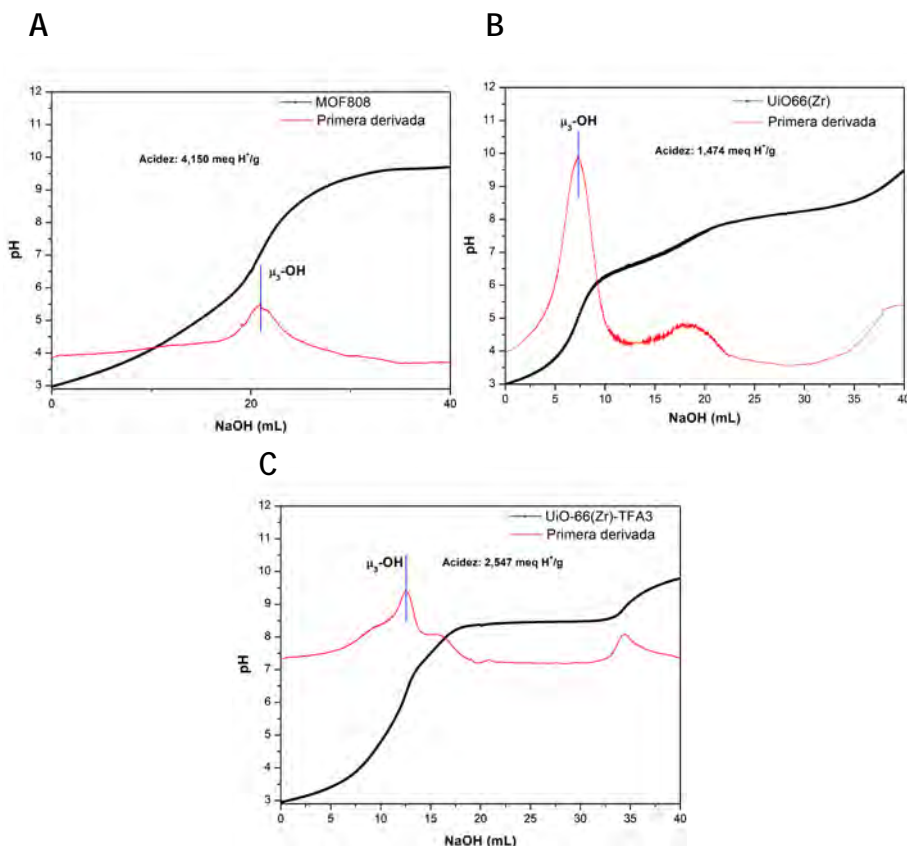 A
MOF808
Primera derivada
Acidez: 4,150 meq H⁺/g
μ₃-OH
pH
12
11
10
9
8
7
6
5
4
3
0
20
40
NaOH (mL)
B
UiO66(Zr)
Primera derivada
μ₃-OH
Acidez: 1,474 meq H⁺/g
pH
12
11
10
9
8
7
6
5
4
3
0
5
10
15
20
25
30
35
40
NaOH (mL)
C
UiO-66(Zr)-TFA3
Primera derivada
μ₃-OH
Acidez: 2,547 meq H⁺/g
pH
12
11
10
9
8
7
6
5
4
3
0
5
10
15
20
25
30
35
40
NaOH (mL)